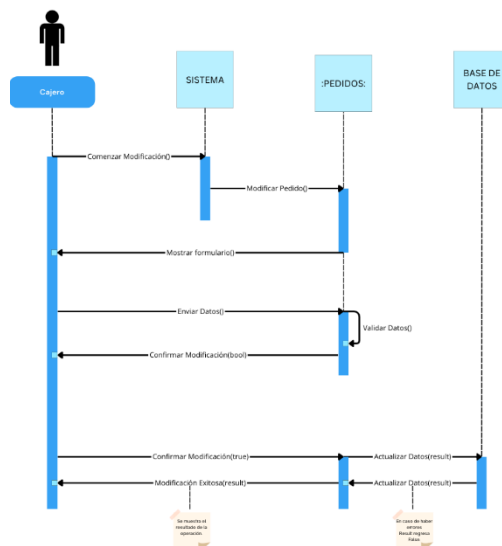 Cajero
SISTEMA
:PEDIDOS:
BASE DE
DATOS
Comenzar Modificación()
Modificar Pedido()
Mostrar formulario()
Enviar Datos()
Validar Datos()
Confirmar Modificación(bool)
Confirmar Modificación(true)
Actualizar Datos(result)
Modificación Exitosa(result)
Actualizar Datos(result)
Se muestra el
resultado de la
operación
En caso de haber
errores
Result regresa
False